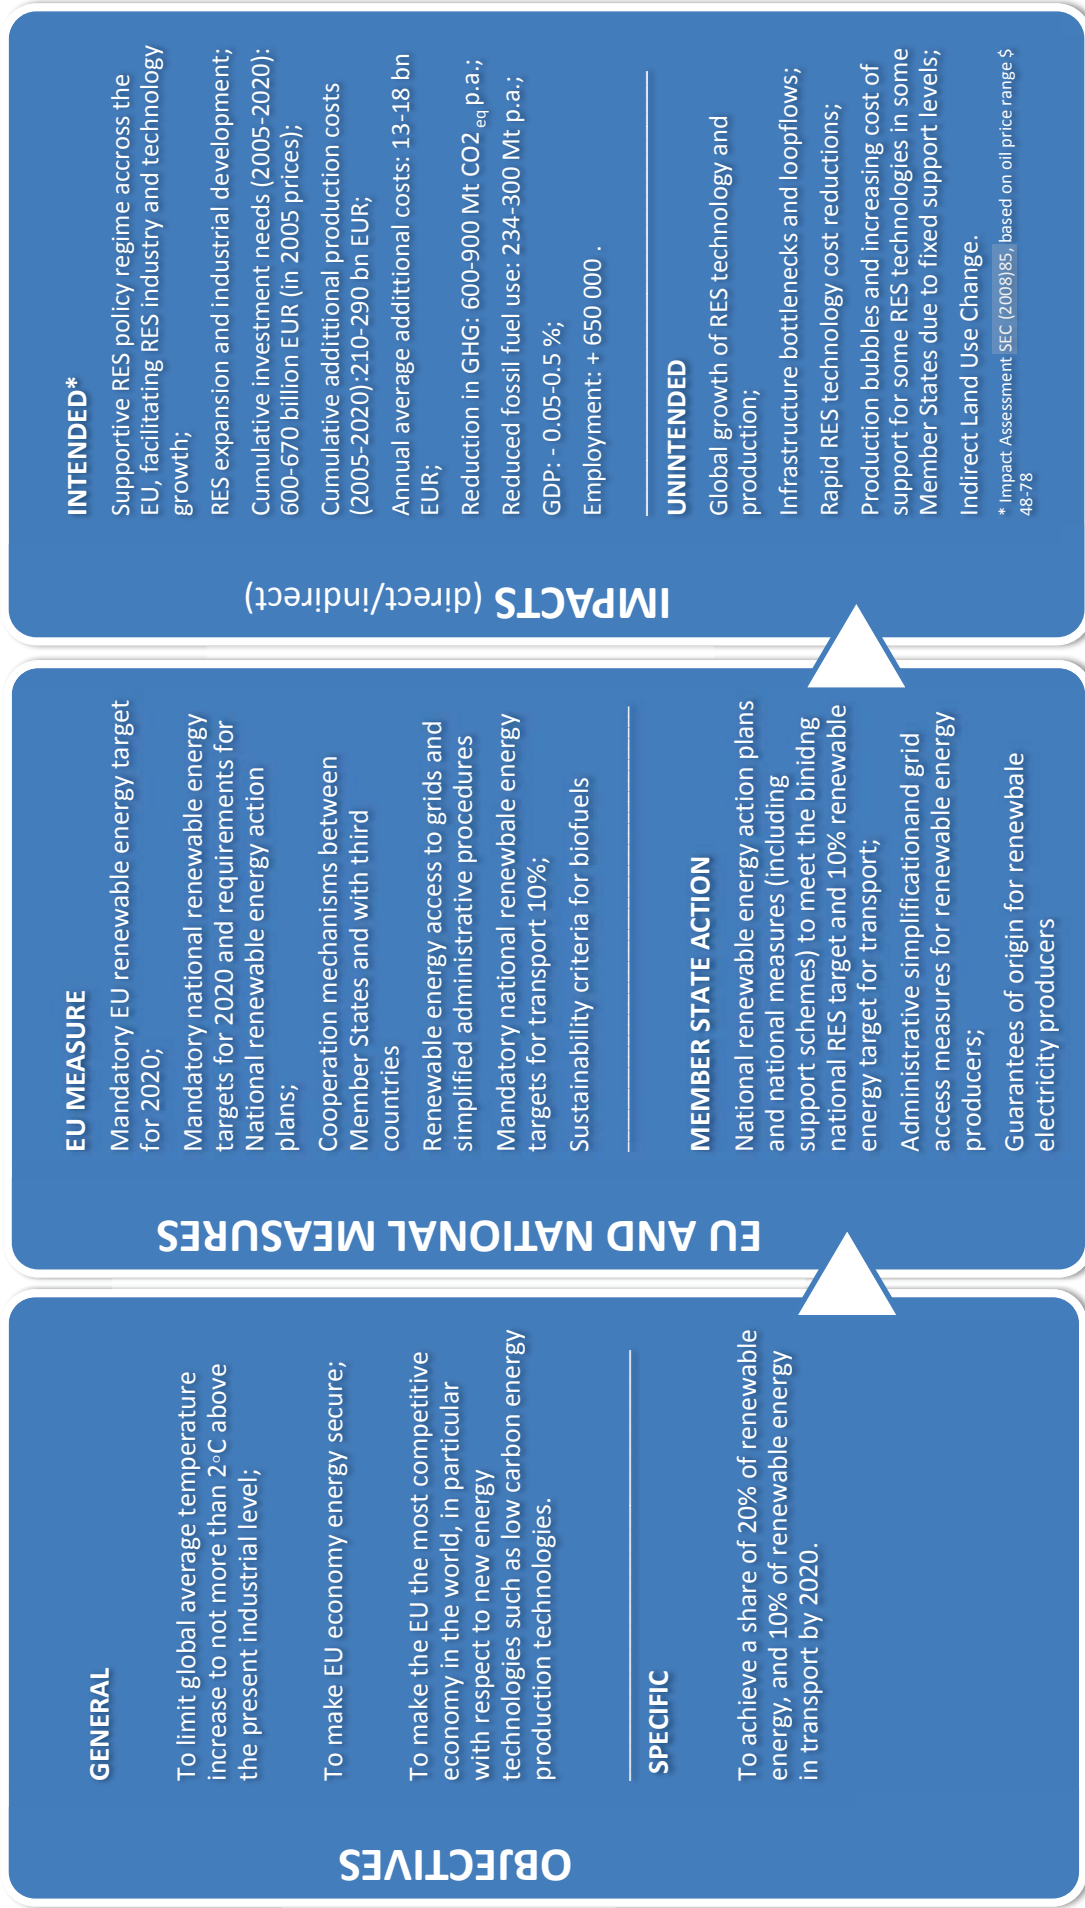 OBJECTIVES
GENERAL
To limit global average temperature
increase to not more than 2◦C above
the present industrial level;
To make EU economy energy secure;
To make the EU the most competitive
economy in the world, in particular
with respect to new energy
technologies such as low carbon energy
production technologies.
SPECIFIC
To achieve a share of 20% of renewable
energy, and 10% of renewable energy
in transport by 2020.
EU AND NATIONAL MEASURES
EU MEASURE
Mandatory EU renewable energy target
for 2020;
Mandatory national renewable energy
targets for 2020 and requirements for
National renewable energy action
plans;
Cooperation mechanisms between
Member States and with third
countries
Renewable energy access to grids and
simplified administrative procedures
Mandatory national renewbale energy
targets for transport 10%;
Sustainability criteria for biofuels
MEMBER STATE ACTION
National renewable energy action plans
and national measures (including
support schemes) to meet the binidng
national RES target and 10% renewable
energy target for transport;
Administrative simplificationand grid
access measures for renewable energy
producers;
Guarantees of origin for renewbale
electricity producers
IMPACTS (direct/indirect)
INTENDED*
Supportive RES policy regime accross the
EU, facilitating RES industry and technology
growth;
RES expansion and industrial development;
Cumulative investment needs (2005-2020):
600-670 billion EUR (in 2005 prices);
Cumulative addittional production costs
(2005-2020):210-290 bn EUR;
Annual average addittional costs: 13-18 bn
EUR;
Reduction in GHG: 600-900 Mt CO2 eq p.a.;
Reduced fossil fuel use: 234-300 Mt p.a.;
GDP: - 0.05-0.5 %;
Employment: + 650 000 .
UNINTENDED
Global growth of RES technology and
production;
Infrastructure bottlenecks and loopflows;
Rapid RES technology cost reductions;
Production bubbles and increasing cost of
support for some RES technologies in some
Member States due to fixed support levels;
Indirect Land Use Change.
* Impact Assessment SEC (2008)85, based on oil price range $
48-78